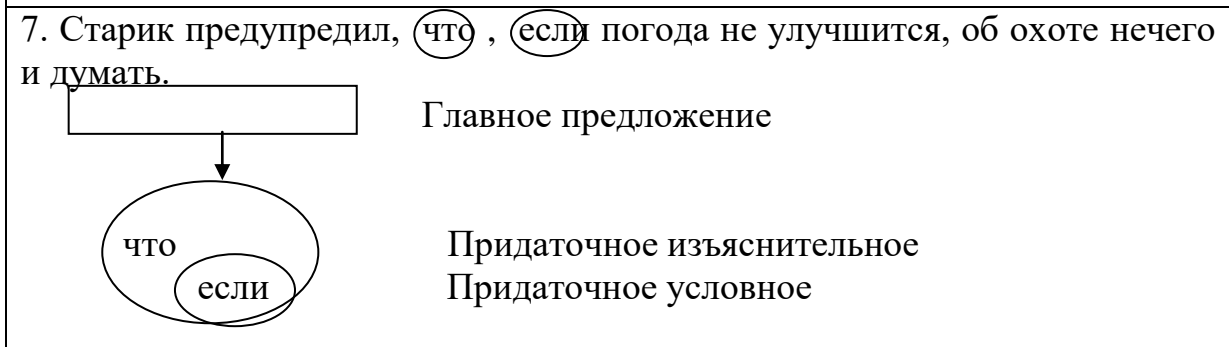 7. Старик предупредил, что , если погода не улучшится, об охоте нечего
и думать.
Главное предложение
что Придаточное изъяснительное
если Придаточное условное